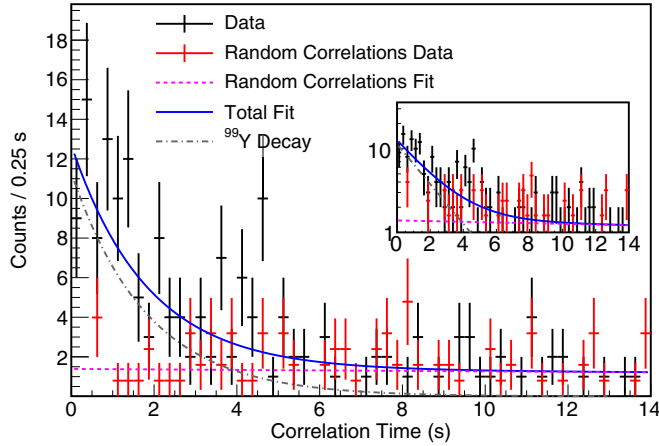 Data
Random Correlations Data
Random Correlations Fit
Total Fit
⁹⁹Y Decay
Counts / 0.25 s
18
16
14
12
10
8
6
4
2
0 2 4 6 8 10 12 14
Correlation Time (s)
10
1
0 2 4 6 8 10 12 14